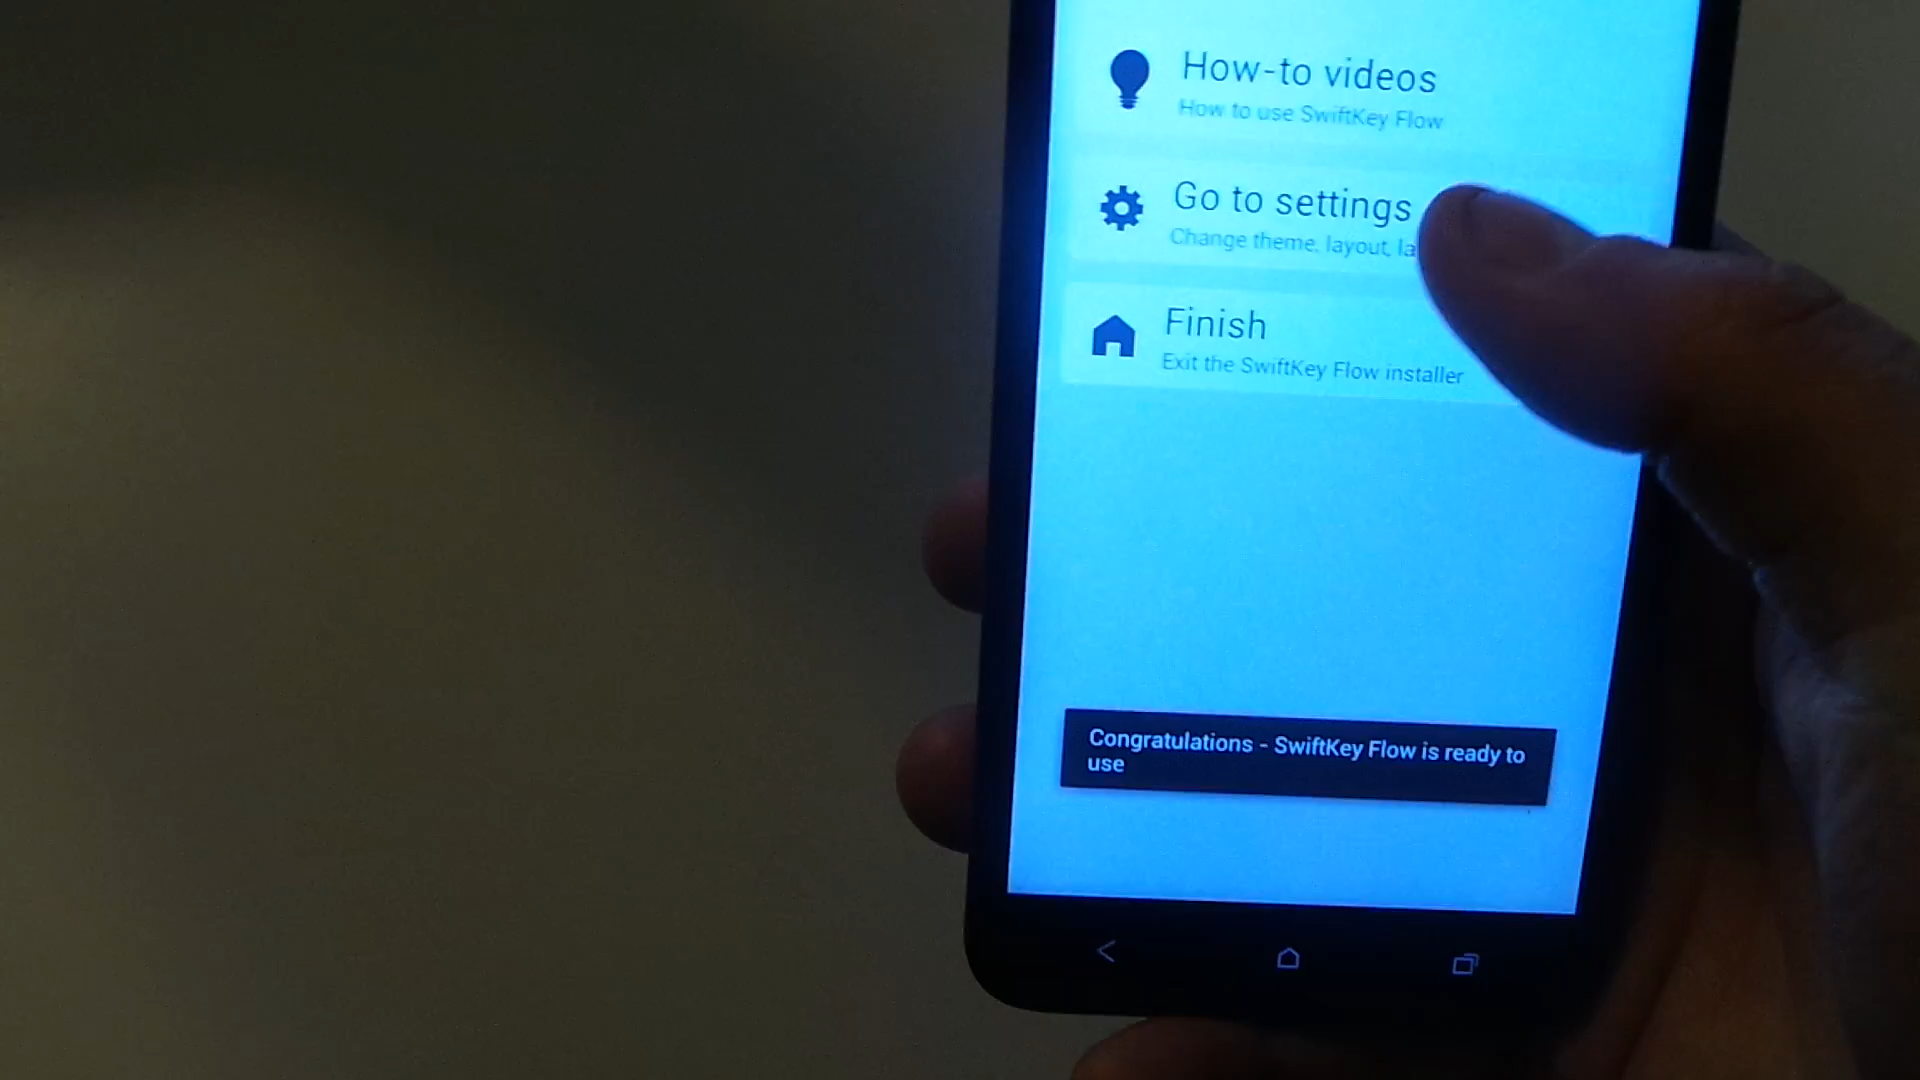 How-to videos
How to use SwiftKey Flow
Go to settings
Change theme, layout, la
Finish
Exit the SwiftKey Flow installer
Congratulations - SwiftKey Flow is ready to
use